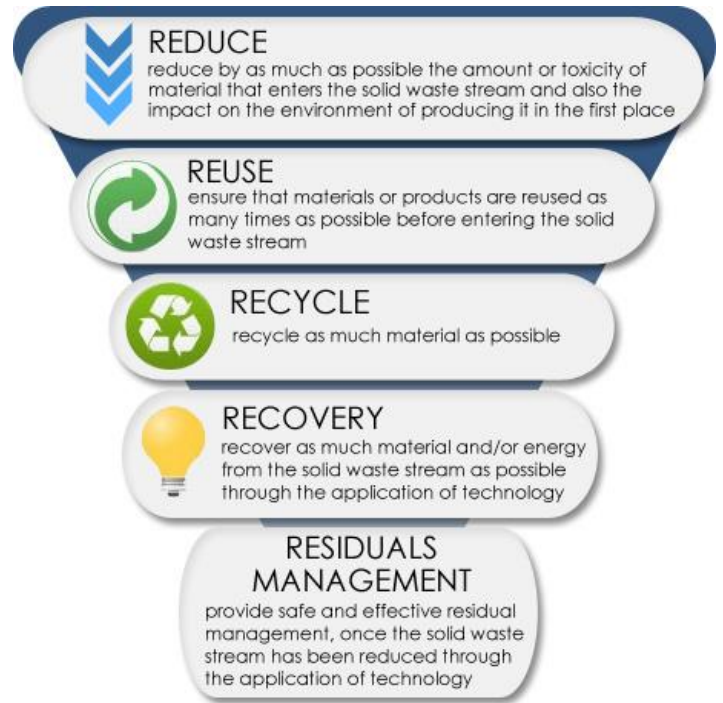 REDUCE
reduce by as much as possible the amount or toxicity of
material that enters the solid waste stream and also the
impact on the environment of producing it in the first place
REUSE
ensure that materials or products are reused as
many times as possible before entering the solid
waste stream
RECYCLE
recycle as much material as possible
RECOVERY
recover as much material and/or energy
from the solid waste stream as possible
through the application of technology
RESIDUALS
MANAGEMENT
provide safe and effective residual
management, once the solid waste
stream has been reduced through
the application of technology